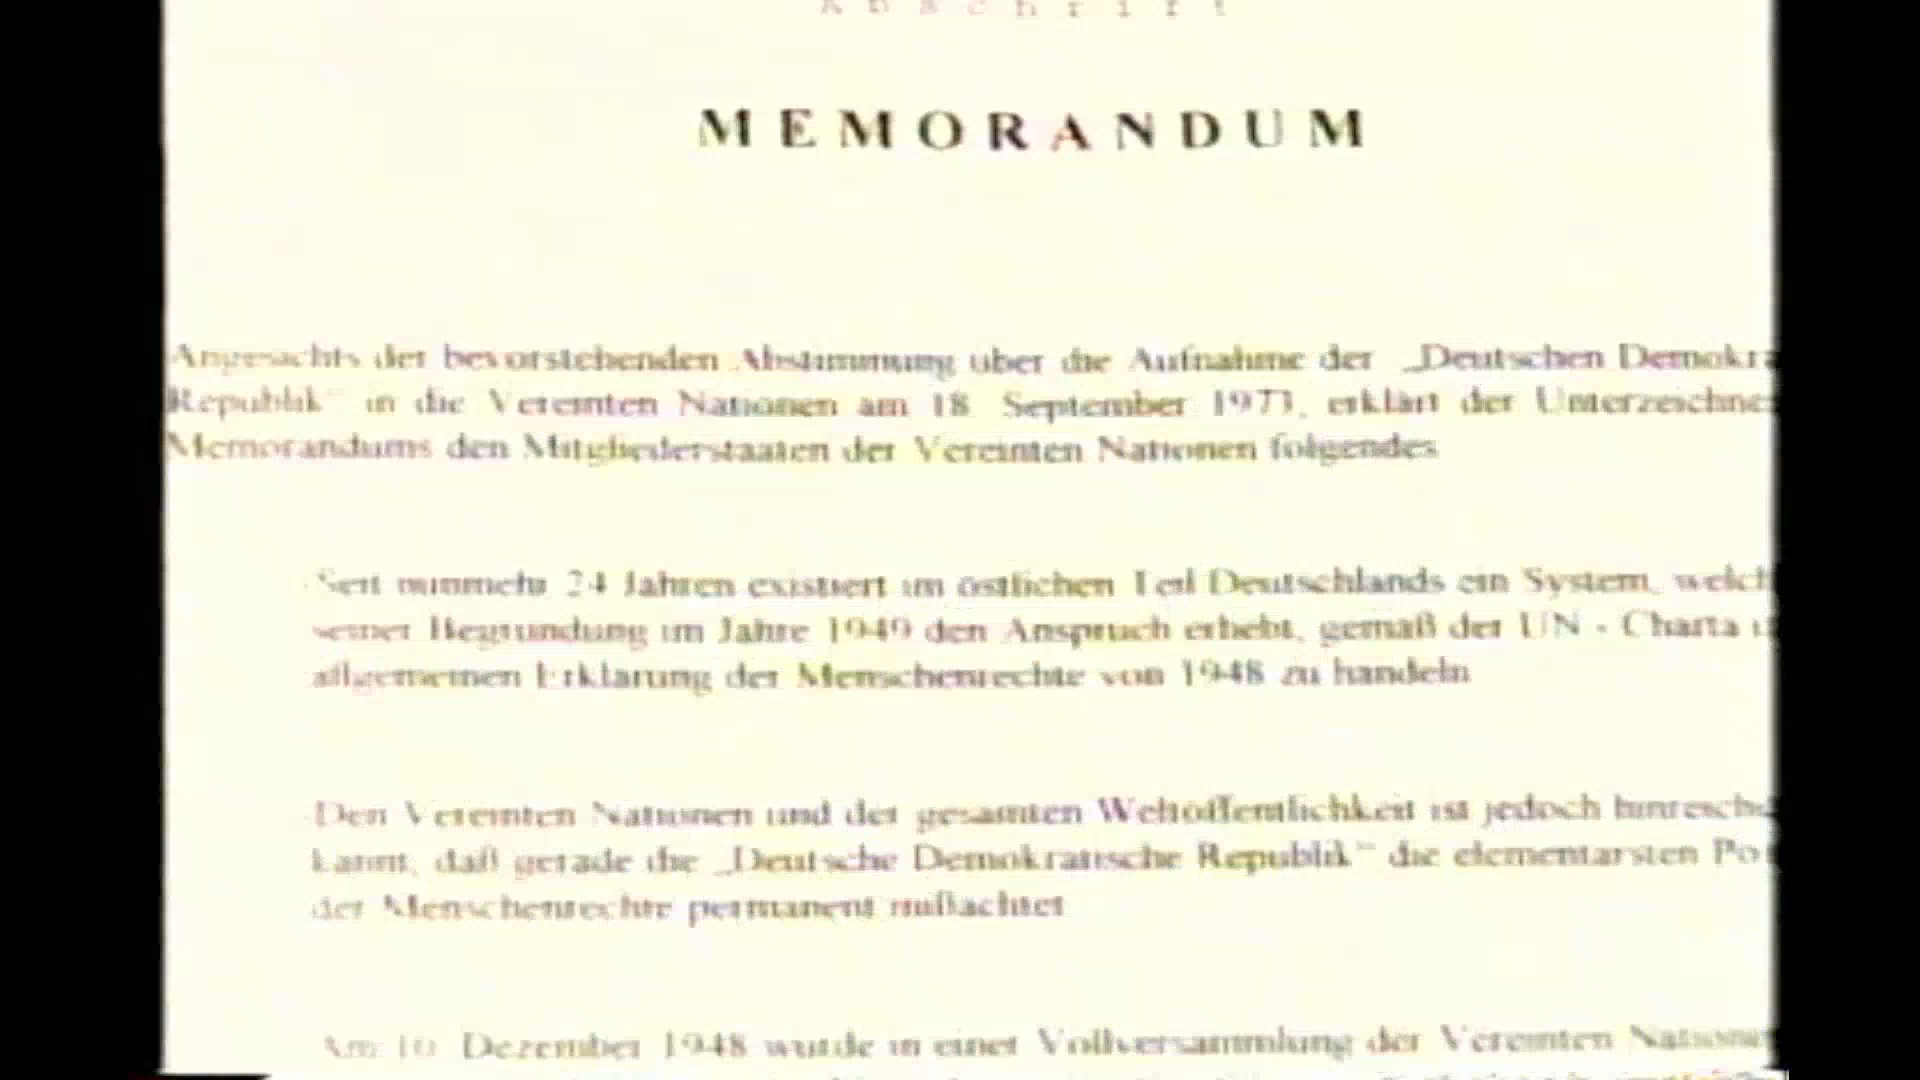 Abschrift
MEMORANDUM
Angesichts der bevorstehenden Abstimmung über die Aufnahme der „Deutschen Demokra
Republik“ in die Vereinten Nationen am 18. September 1973, erklärt der Unterzeichne
Memorandums den Mitgliederstaaten der Vereinten Nationen folgendes
Seit nunmehr 24 Jahren existiert im östlichen Teil Deutschlands ein System, welch
seiner Begründung im Jahre 1949 den Anspruch erhebt, gemäß der UN - Charta u
allgemeinen Erklärung der Menschenrechte von 1948 zu handeln
Den Vereinten Nationen und der gesamten Weltöffentlichkeit ist jedoch hinreiche
kannt, daß gerade die „Deutsche Demokratische Republik“ die elementarsten Po
der Menschenrechte permanent mißachtet
Am 10. Dezember 1948 wurde in einer Vollversammlung der Vereinten Nationen